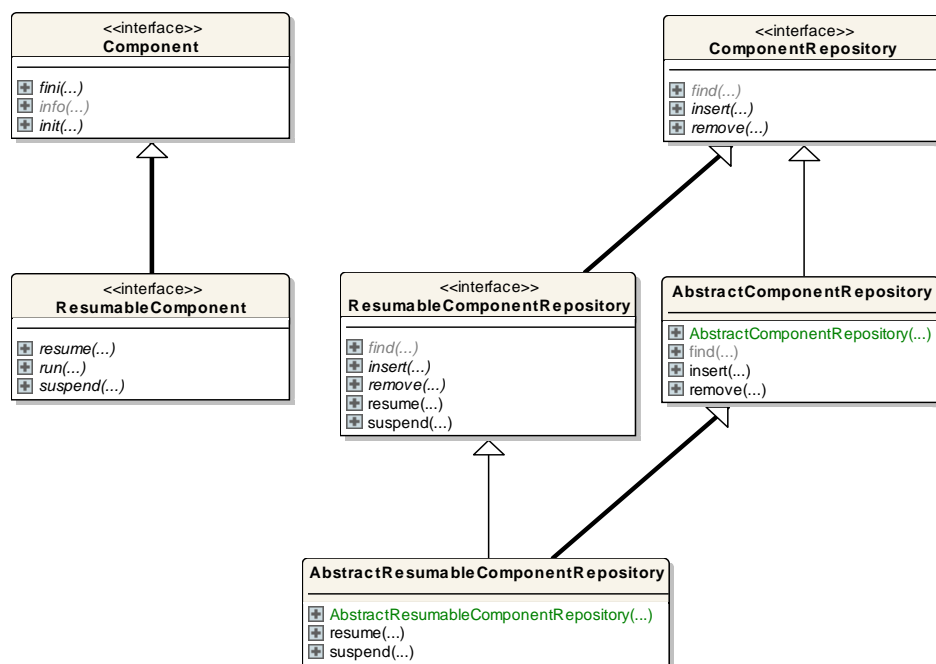 <<interface>>
Component
fini(...)
info(...)
init(...)
<<interface>>
ComponentRepository
find(...)
insert(...)
remove(...)
<<interface>>
ResumableComponent
resume(...)
run(...)
suspend(...)
<<interface>>
ResumableComponentRepository
find(...)
insert(...)
remove(...)
resume(...)
suspend(...)
AbstractComponentRepository
AbstractComponentRepository(...)
find(...)
insert(...)
remove(...)
AbstractResumableComponentRepository
AbstractResumableComponentRepository(...)
resume(...)
suspend(...)